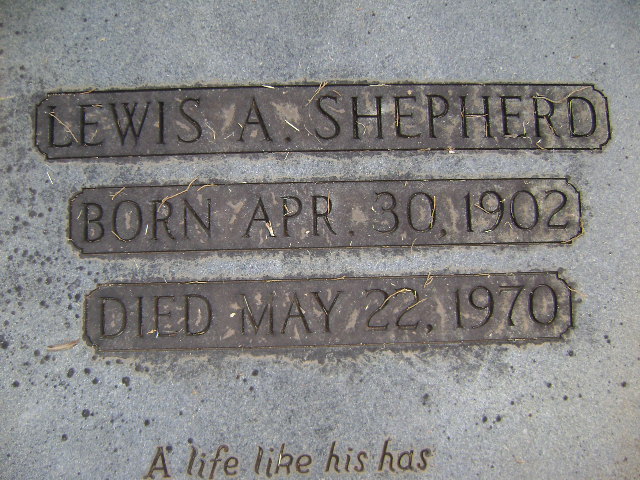 LEWIS A. SHEPHERD
BORN APR. 30, 1902
DIED MAY 22, 1970
A life like his has